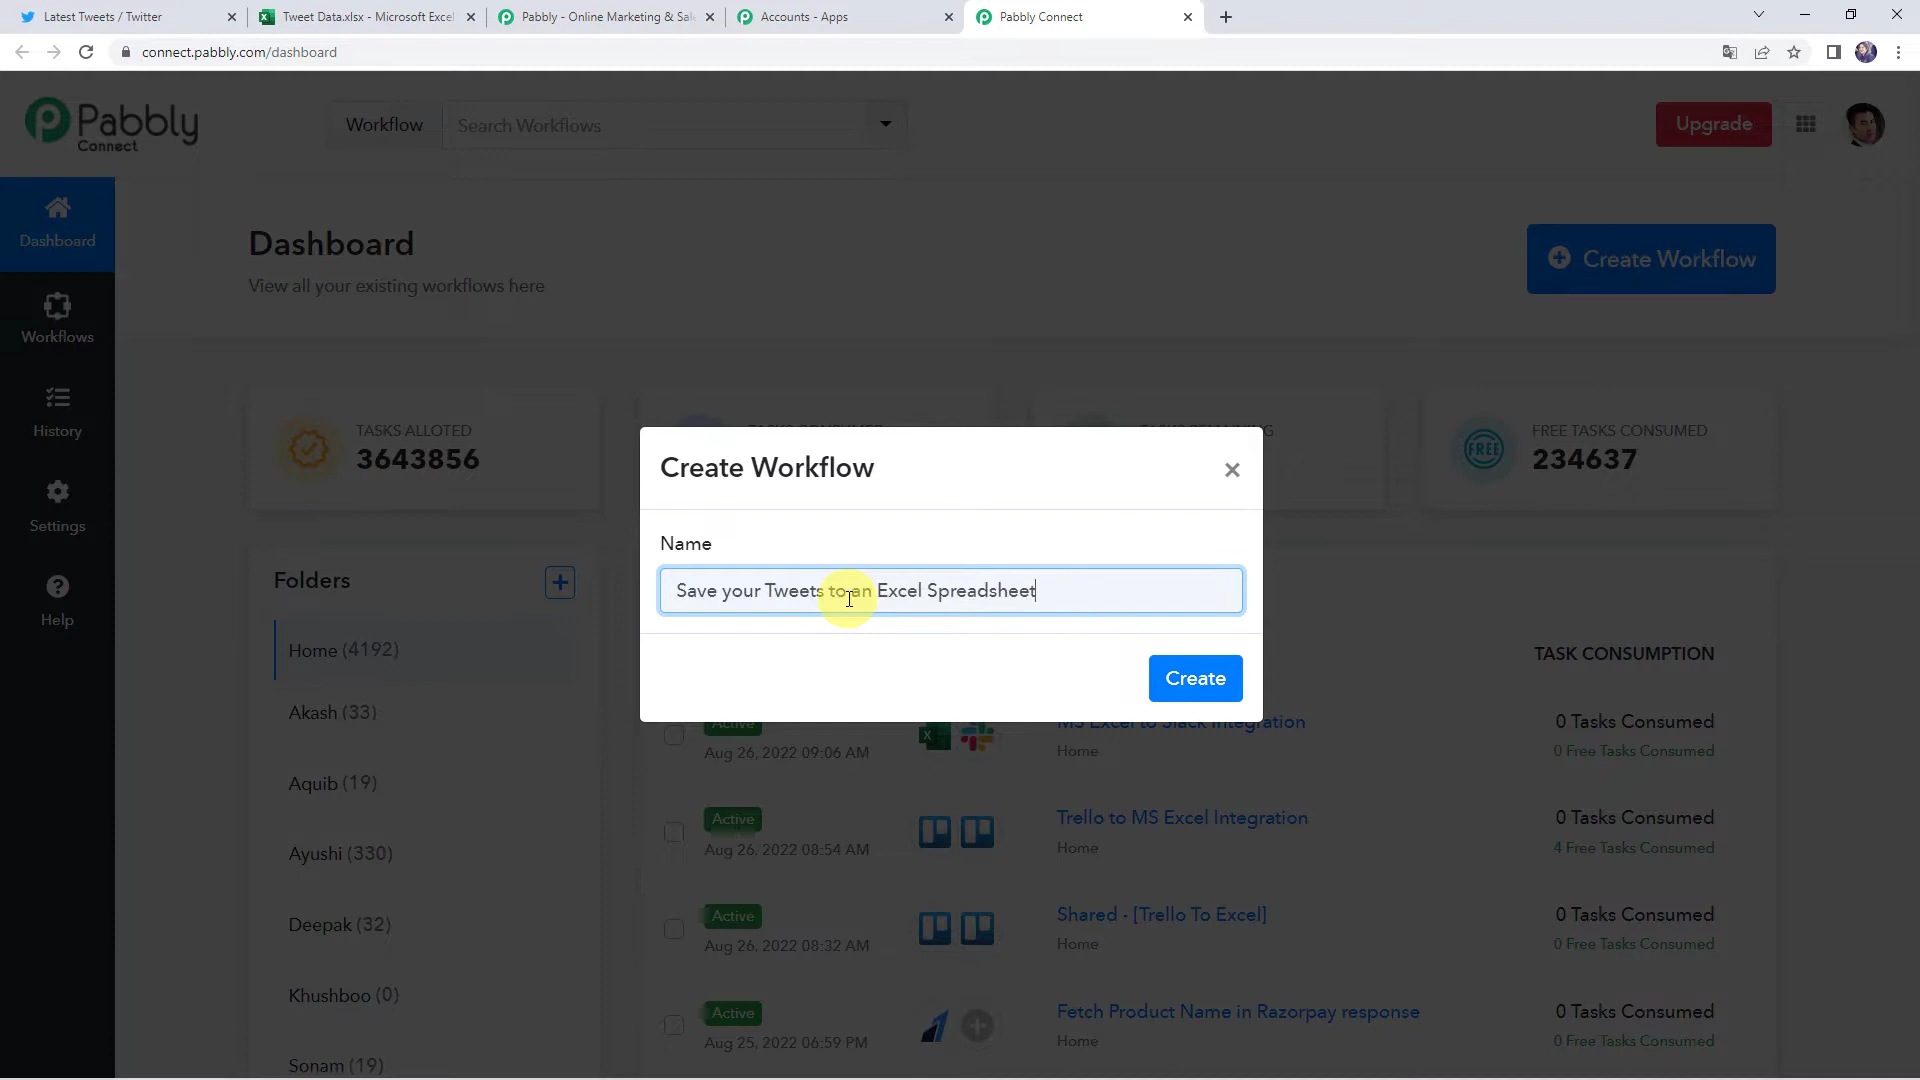 Latest Tweets / Twitter
Tweet Data.xlsx - Microsoft Excel
Pabbly - Online Marketing & Sal
Accounts - Apps
Pabbly Connect
connect.pabbly.com/dashboard
Pabbly
Connect
Workflow
Search Workflows
Upgrade
Dashboard
Workflows
History
Settings
Help
Dashboard
View all your existing workflows here
Create Workflow
TASKS ALLOTED
3643856
FREE TASKS CONSUMED
234637
FREE
Create Workflow
×
Name
Save your Tweets to an Excel Spreadsheet
Create
Folders
Home (4192)
Akash (33)
Aquib (19)
Ayushi (330)
Deepak (32)
Khushboo (0)
Sonam (19)
TASK CONSUMPTION
Active
Aug 26, 2022 09:06 AM
MS Excel to Slack Integration
Home
0 Tasks Consumed
0 Free Tasks Consumed
Active
Aug 26, 2022 08:54 AM
Trello to MS Excel Integration
Home
0 Tasks Consumed
4 Free Tasks Consumed
Active
Aug 26, 2022 08:32 AM
Shared - [Trello To Excel]
Home
0 Tasks Consumed
0 Free Tasks Consumed
Active
Aug 25, 2022 06:59 PM
Fetch Product Name in Razorpay response
Home
0 Tasks Consumed
0 Free Tasks Consumed